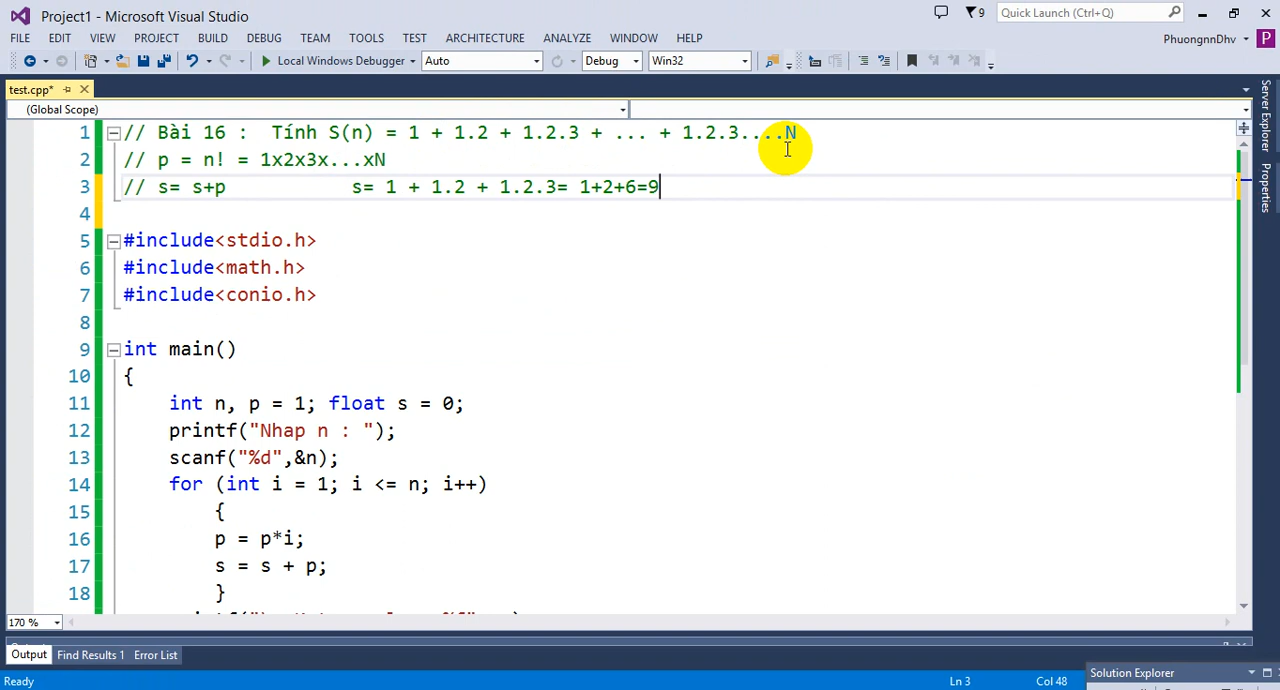 Project1 - Microsoft Visual Studio
9
Quick Launch (Ctrl+Q)
FILE EDIT VIEW PROJECT BUILD DEBUG TEAM TOOLS TEST ARCHITECTURE ANALYZE WINDOW HELP
PhuongnnDhv P
Local Windows Debugger Auto Debug Win32
test.cpp*
(Global Scope)
1 // Bài 16 : Tính S(n) = 1 + 1.2 + 1.2.3 + ... + 1.2.3....N
2 // p = n! = 1x2x3x...xN
3 // s= s+p s= 1 + 1.2 + 1.2.3= 1+2+6=9
4
5 #include<stdio.h>
6 #include<math.h>
7 #include<conio.h>
8
9 int main()
10 {
11 int n, p = 1; float s = 0;
12 printf("Nhap n : ");
13 scanf("%d",&n);
14 for (int i = 1; i <= n; i++)
15 {
16 p = p*i;
17 s = s + p;
18 }
170 %
Output Find Results 1 Error List
Solution Explorer
Ready Ln 3 Col 48
Server Explorer
Properties